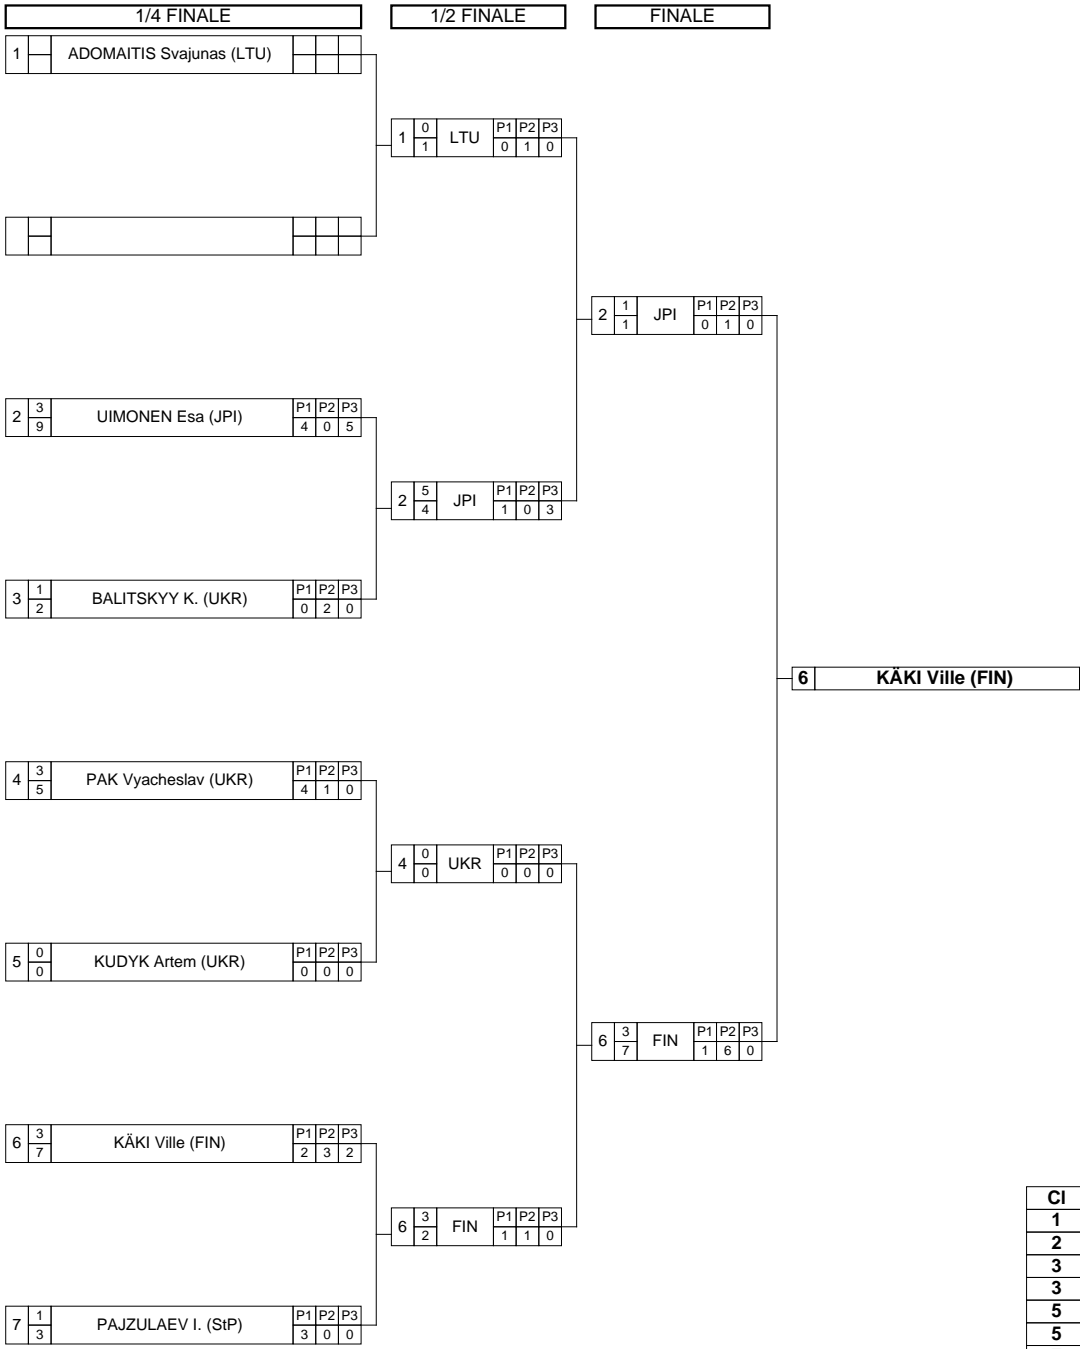 1/4 FINALE 1/2 FINALE FINALE
1 ADOMAITIS Svajunas (LTU)
1 0 LTU P1 P2 P3
1 0 1 0
2 1 JPI P1 P2 P3
1 0 1 0
2 3 UIMONEN Esa (JPI) P1 P2 P3
9 4 0 5
2 5 JPI P1 P2 P3
4 1 0 3
3 1 BALITSKYY K. (UKR) P1 P2 P3
2 0 2 0
6 KÄKI Ville (FIN)
4 3 PAK Vyacheslav (UKR) P1 P2 P3
5 4 1 0
4 0 UKR P1 P2 P3
0 0 0 0
5 0 KUDYK Artem (UKR) P1 P2 P3
0 0 0 0
6 3 FIN P1 P2 P3
7 1 6 0
6 3 KÄKI Ville (FIN) P1 P2 P3
7 2 3 2
Cl
1
6 3 FIN P1 P2 P3
2 1 1 0
2
3
3
5
7 1 PAJZULAEV I. (StP) P1 P2 P3
3 3 0 0
5